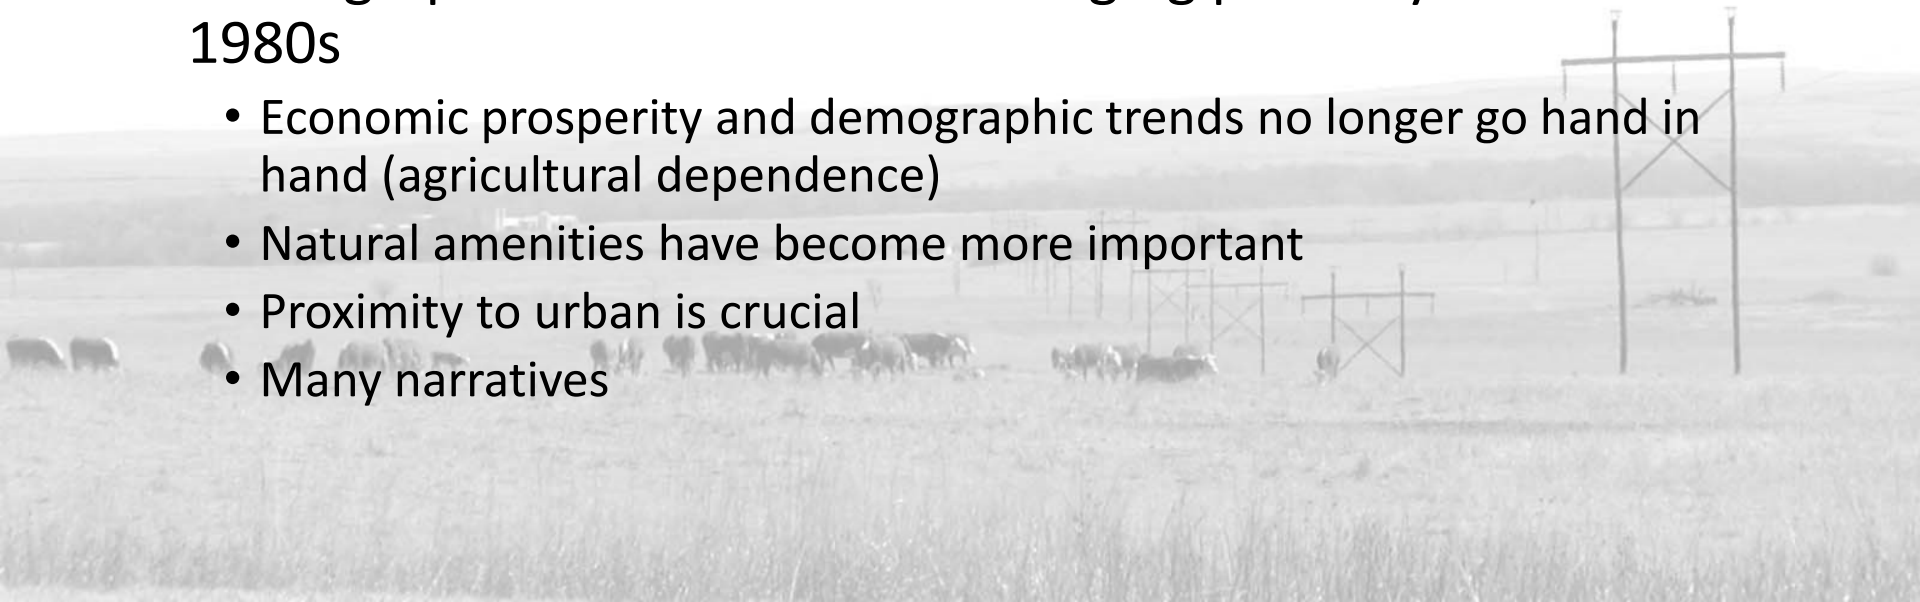 1980s
• Economic prosperity and demographic trends no longer go hand in
hand (agricultural dependence)
• Natural amenities have become more important
• Proximity to urban is crucial
• Many narratives